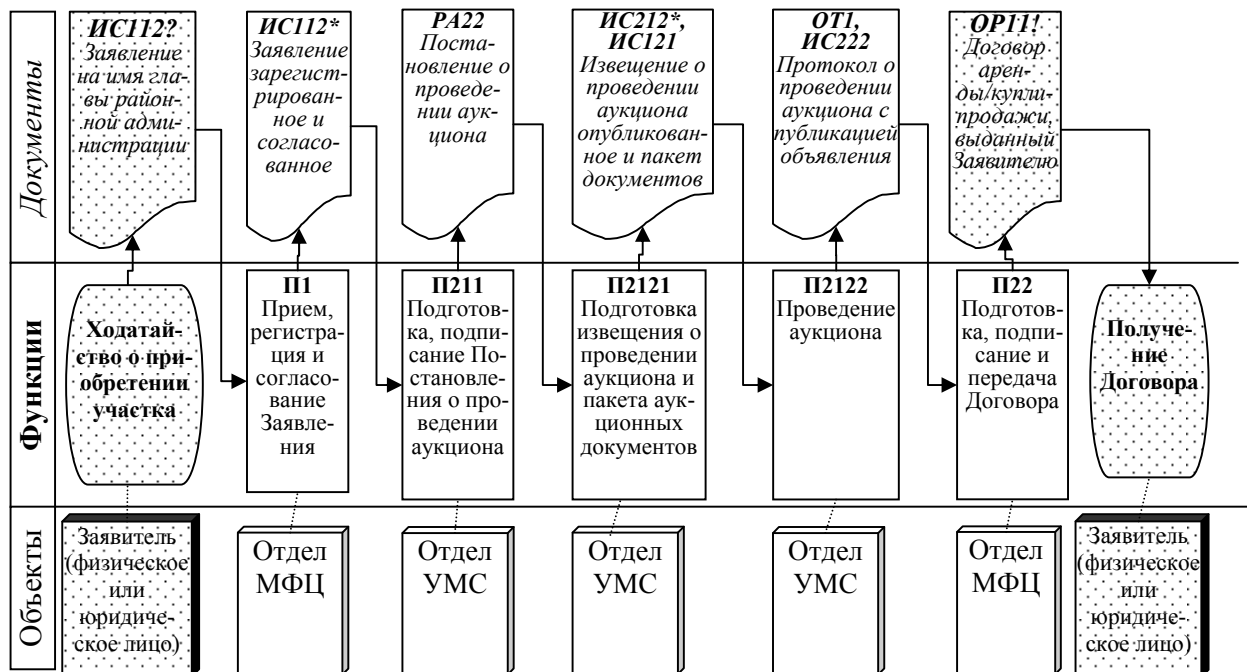 Документы
ИС112?
Заявление
на имя гла-
вы район-
ной адми-
нистрации
ИС112*
Заявление
зарегист-
рирован-
ное и
согласо-
ванное
РА22
Поста-
новление о
проведе-
нии аук-
циона
ИС212*,
ИС121
Извещение о
проведении
аукциона
опубликован-
ное и пакет
документов
ОТ1,
ИС222
Протокол о
проведении
аукциона с
публикацией
объявления
ОР11!
Договор
арен-
ды/купли-
продажи,
выданный
Заявителю
Функции
Ходатай-
ство о при-
обретении
участка
П1
Прием,
регистра-
ция и
согласо-
вание
Заявле-
ния
П211
Подготов-
ка, подпи-
сание По-
становле-
ния о про-
ведении
аукциона
П2121
Подготовка
извещения о
проведении
аукциона и
пакета аук-
ционных
документов
П2122
Проведение
аукциона
П22
Подготов-
ка, подпи-
сание и
передача
Договора
Получе-
ние
Договора
Объекты
Заявитель
(физическое
или
юридиче-
ское лицо)
Отдел
МФЦ
Отдел
УМС
Отдел
УМС
Отдел
УМС
Отдел
МФЦ
Заявитель
(физическое
или
юридиче-
ское лицо)